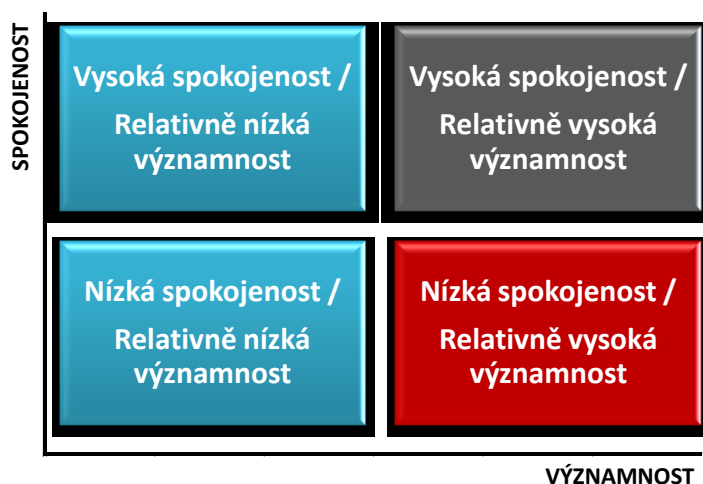 SPOKOJENOST
Vysoká spokojenost /
Relativně nízká
významnost
Vysoká spokojenost /
Relativně vysoká
významnost
Nízká spokojenost /
Relativně nízká
významnost
Nízká spokojenost /
Relativně vysoká
významnost
VÝZNAMNOST